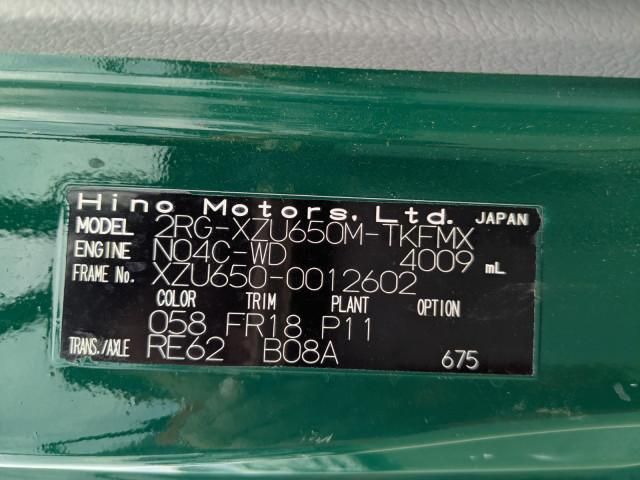 Hino Motors, Ltd. JAPAN
MODEL 2RG-XZU650M-TKFMX
ENGINE N04C-WD 4009 mL
FRAME No. XZU650-0012602
COLOR TRIM PLANT OPTION
058 FR18 P11
TRANS./AXLE RE62 B08A 675